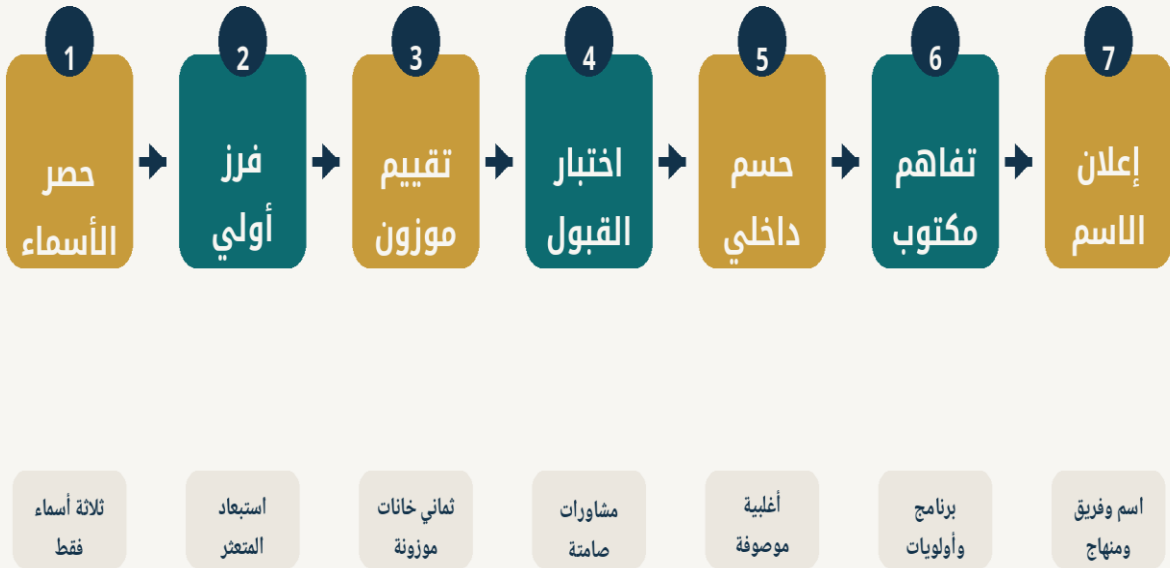 1
حصر
الأسماء
2
فرز
أولي
3
تقييم
موزون
4
اختبار
القبول
5
حسم
داخلي
6
تفاهم
مكتوب
7
إعلان
الاسم
ثلاثة أسماء
فقط
استبعاد
المتعثر
ثماني خانات
موزونة
مشاورات
صامتة
أغلبية
موصوفة
برنامج
وأولويات
اسم وفريق
ومنهاج